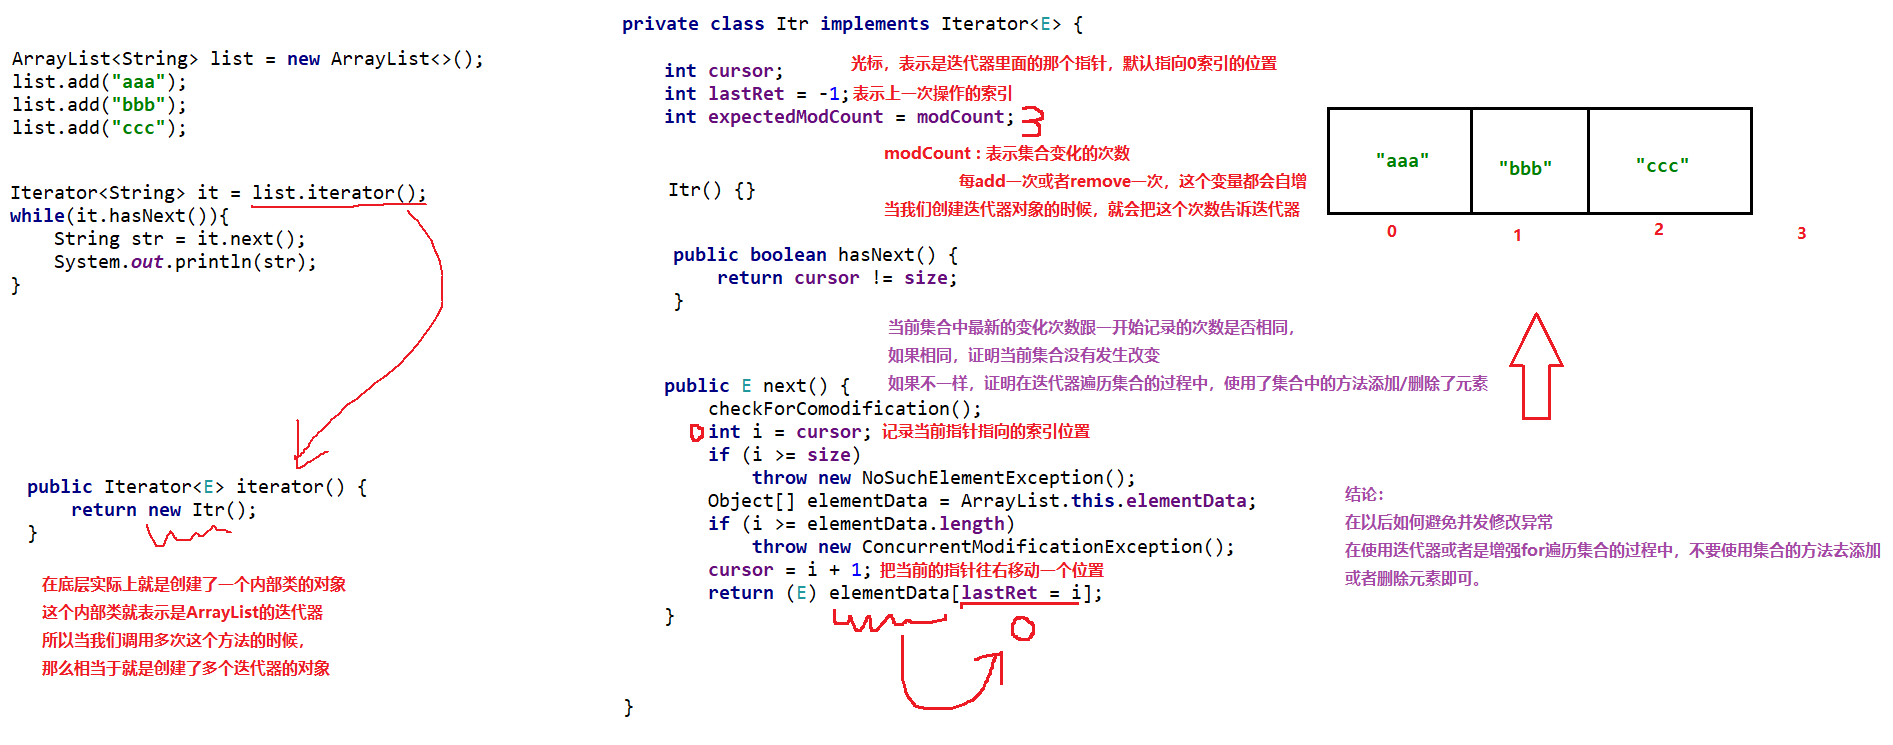 ArrayList<String> list = new ArrayList<>();
list.add("aaa");
list.add("bbb");
list.add("ccc");
Iterator<String> it = list.iterator();
while(it.hasNext()){
    String str = it.next();
    System.out.println(str);
}
public Iterator<E> iterator() {
    return new Itr();
}
在底层实际上就是创建了一个内部类的对象
这个内部类就表示是ArrayList的迭代器
所以当我们调用多次这个方法的时候，
那么相当于就是创建了多个迭代器的对象
private class Itr implements Iterator<E> {
int cursor; 光标，表示是迭代器里面的那个指针，默认指向0索引的位置
int lastRet = -1; 表示上一次操作的索引
int expectedModCount = modCount; 3
modCount：表示集合变化的次数
每add一次或者remove一次，这个变量都会自增
Itr() {}
当我们创建迭代器对象的时候，就会把这个次数告诉迭代器
public boolean hasNext() {
    return cursor != size;
}
当前集合中最新的变化次数跟一开始记录的次数是否相同，
如果相同，证明当前集合没有发生改变
如果不一样，证明在迭代器遍历集合的过程中，使用了集合中的方法添加/删除了元素
public E next() {
    checkForComodification();
0 int i = cursor; 记录当前指针指向的索引位置
    if (i >= size)
        throw new NoSuchElementException();
    Object[] elementData = ArrayList.this.elementData;
    if (i >= elementData.length)
        throw new ConcurrentModificationException();
    cursor = i + 1; 把当前的指针往右移动一个位置
    return (E) elementData[lastRet = i];
}
0
}
"aaa" "bbb" "ccc"
0 1 2 3
结论：
在以后如何避免并发修改异常
在使用迭代器或者是增强for遍历集合的过程中，不要使用集合的方法去添加
或者删除元素即可。